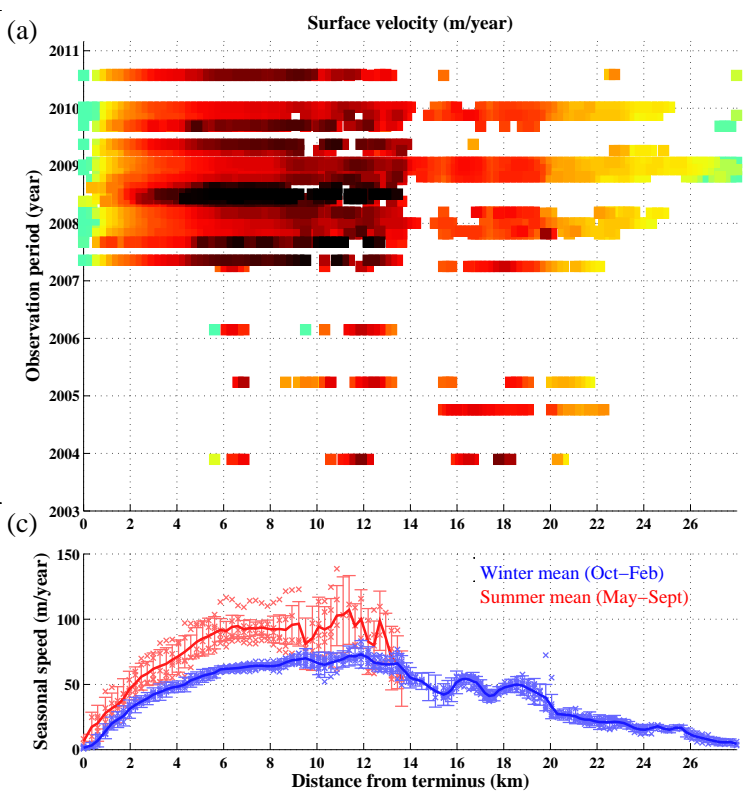 (a)
Surface velocity (m/year)
Observation period (year)
2011
2010
2009
2008
2007
2006
2005
2004
2003
0 2 4 6 8 10 12 14 16 18 20 22 24 26
(c)
Seasonal speed (m/year)
150
100
50
0
Winter mean (Oct–Feb)
Summer mean (May–Sept)
0 2 4 6 8 10 12 14 16 18 20 22 24 26
Distance from terminus (km)